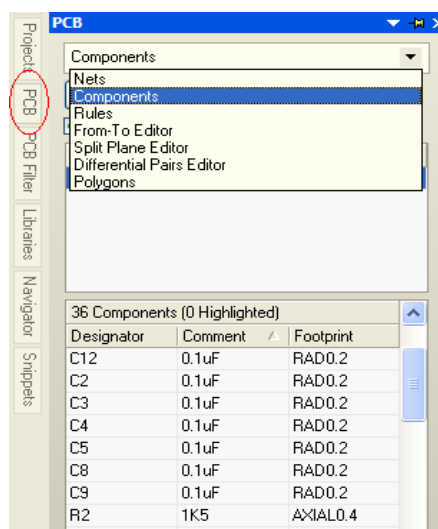 PCB
Projects
PCB
PCB Filter
Libraries
Navigator
Snippets
Components
Nets
Components
Rules
From-To Editor
Split Plane Editor
Differential Pairs Editor
Polygons
36 Components (0 Highlighted)
Designator Comment Footprint
C12 0.1uF RAD0.2
C2 0.1uF RAD0.2
C3 0.1uF RAD0.2
C4 0.1uF RAD0.2
C5 0.1uF RAD0.2
C8 0.1uF RAD0.2
C9 0.1uF RAD0.2
R2 1K5 AXIAL0.4